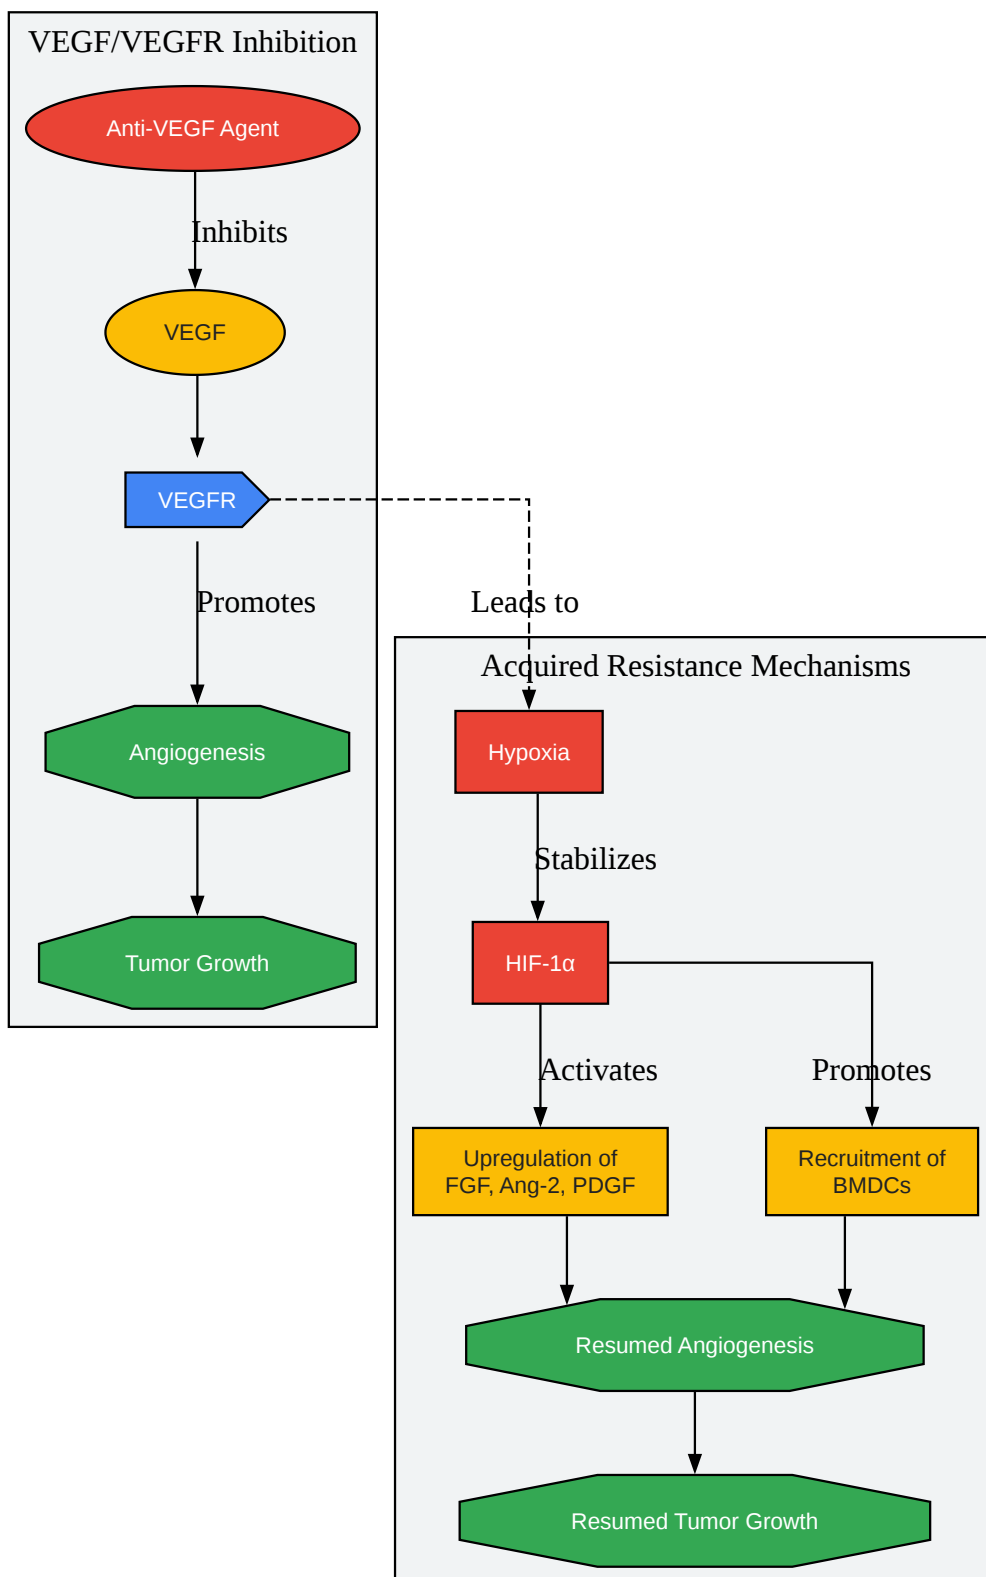 VEGF/VEGFR Inhibition
Anti-VEGF Agent
Inhibits
VEGF
VEGFR
Promotes
Angiogenesis
Tumor Growth
Leads to
Acquired Resistance Mechanisms
Hypoxia
Stabilizes
HIF-1α
Activates
Promotes
Upregulation of
FGF, Ang-2, PDGF
Recruitment of
BMDCs
Resumed Angiogenesis
Resumed Tumor Growth